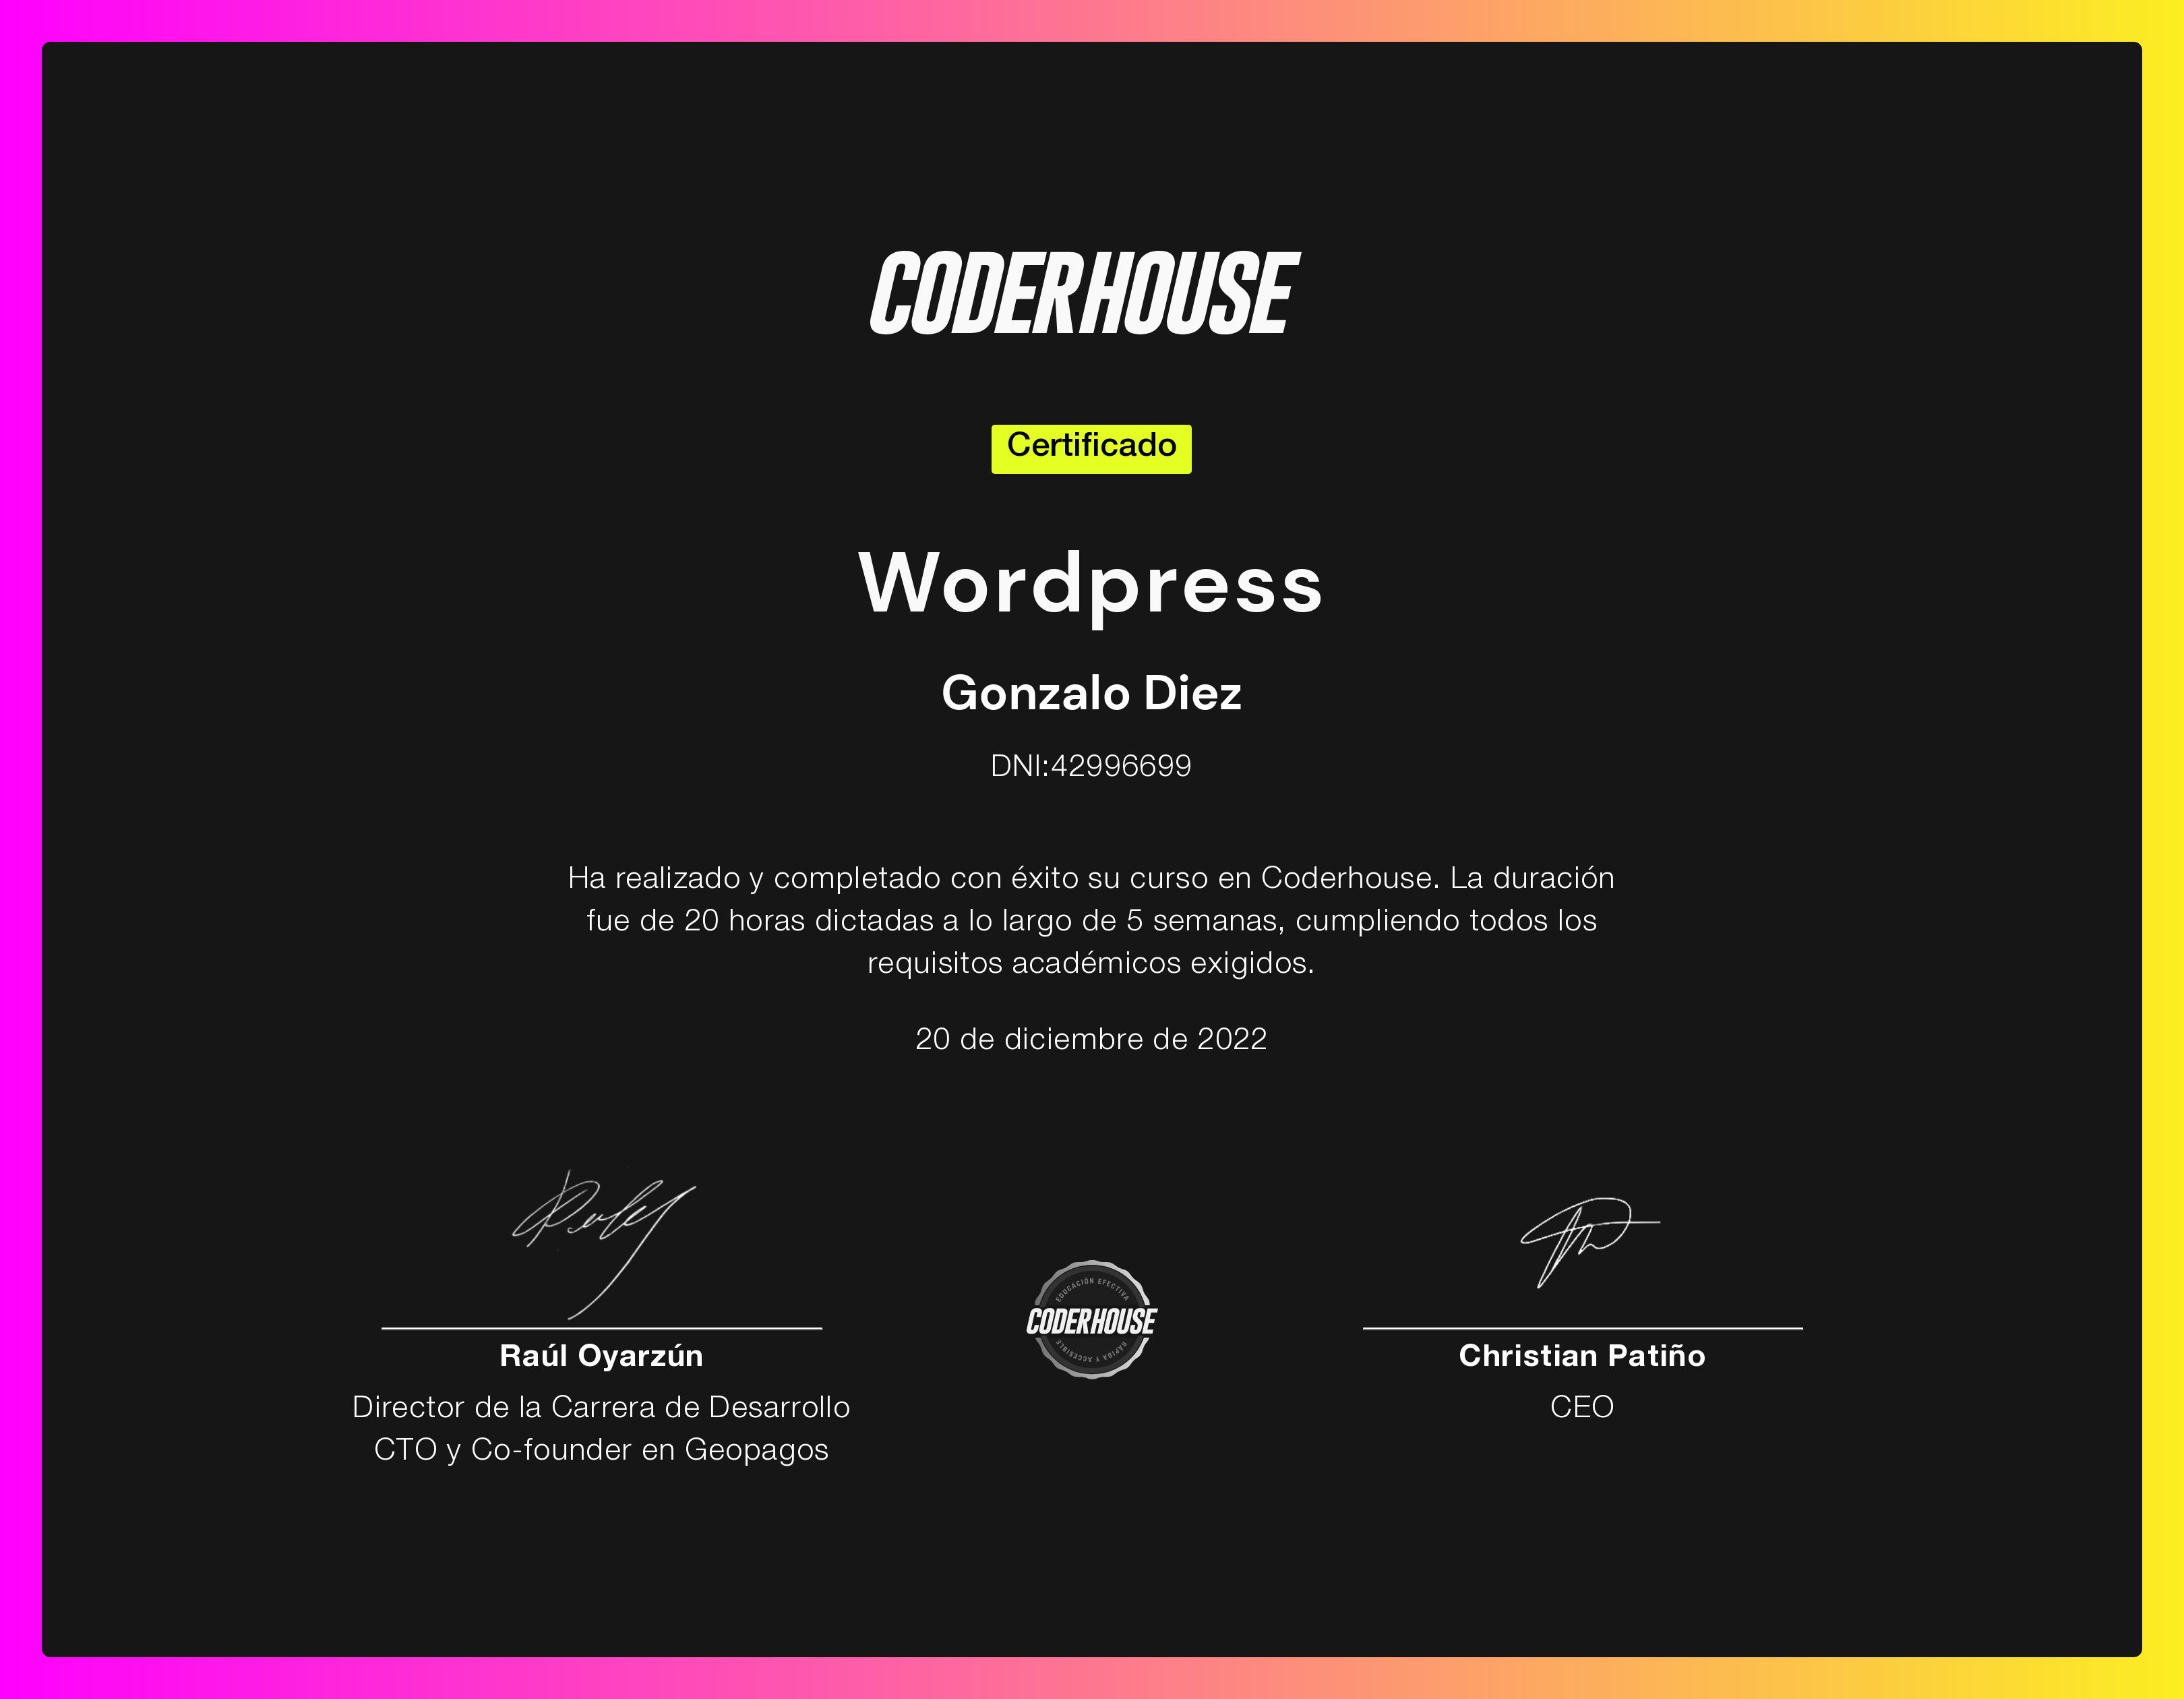 CODERHOUSE
Certificado
Wordpress
Gonzalo Diez
DNI:42996699
Ha realizado y completado con éxito su curso en Coderhouse. La duración
fue de 20 horas dictadas a lo largo de 5 semanas, cumpliendo todos los
requisitos académicos exigidos.
20 de diciembre de 2022
EDUCACIÓN EFECTIVA
CODERHOUSE
RÁPIDA Y ACCESIBLE
Raúl Oyarzún
Director de la Carrera de Desarrollo
CTO y Co-founder en Geopagos
Christian Patiño
CEO